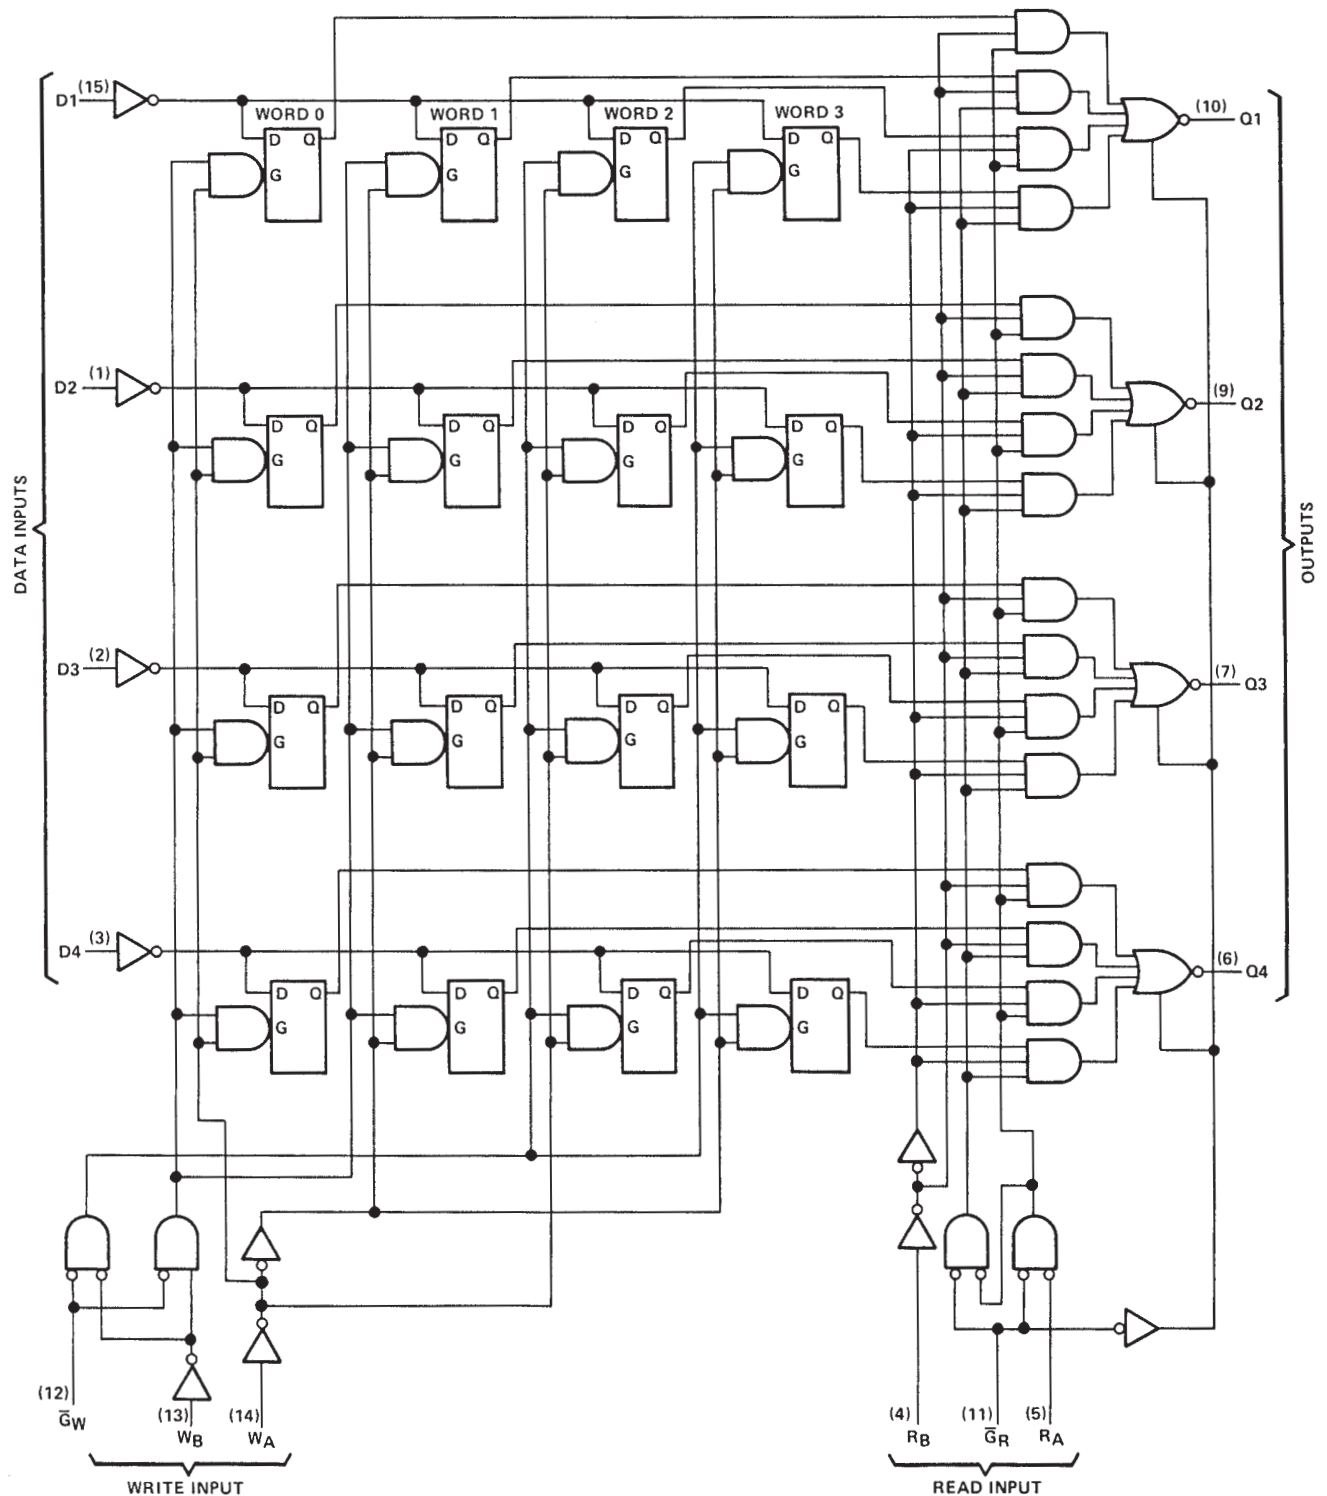 D1 (15)
WORD 0 WORD 1 WORD 2 WORD 3
D Q D Q D Q D Q
G G G G
(10) Q1
D2 (1)
D Q D Q D Q D Q
G G G G
(9) Q2
DATA INPUTS
OUTPUTS
D3 (2)
D Q D Q D Q D Q
G G G G
(7) Q3
D4 (3)
D Q D Q D Q D Q
G G G G
(6) Q4
(12) (13) (14) (4) (11) (5)
G̅W WB WA RB G̅R RA
WRITE INPUT READ INPUT